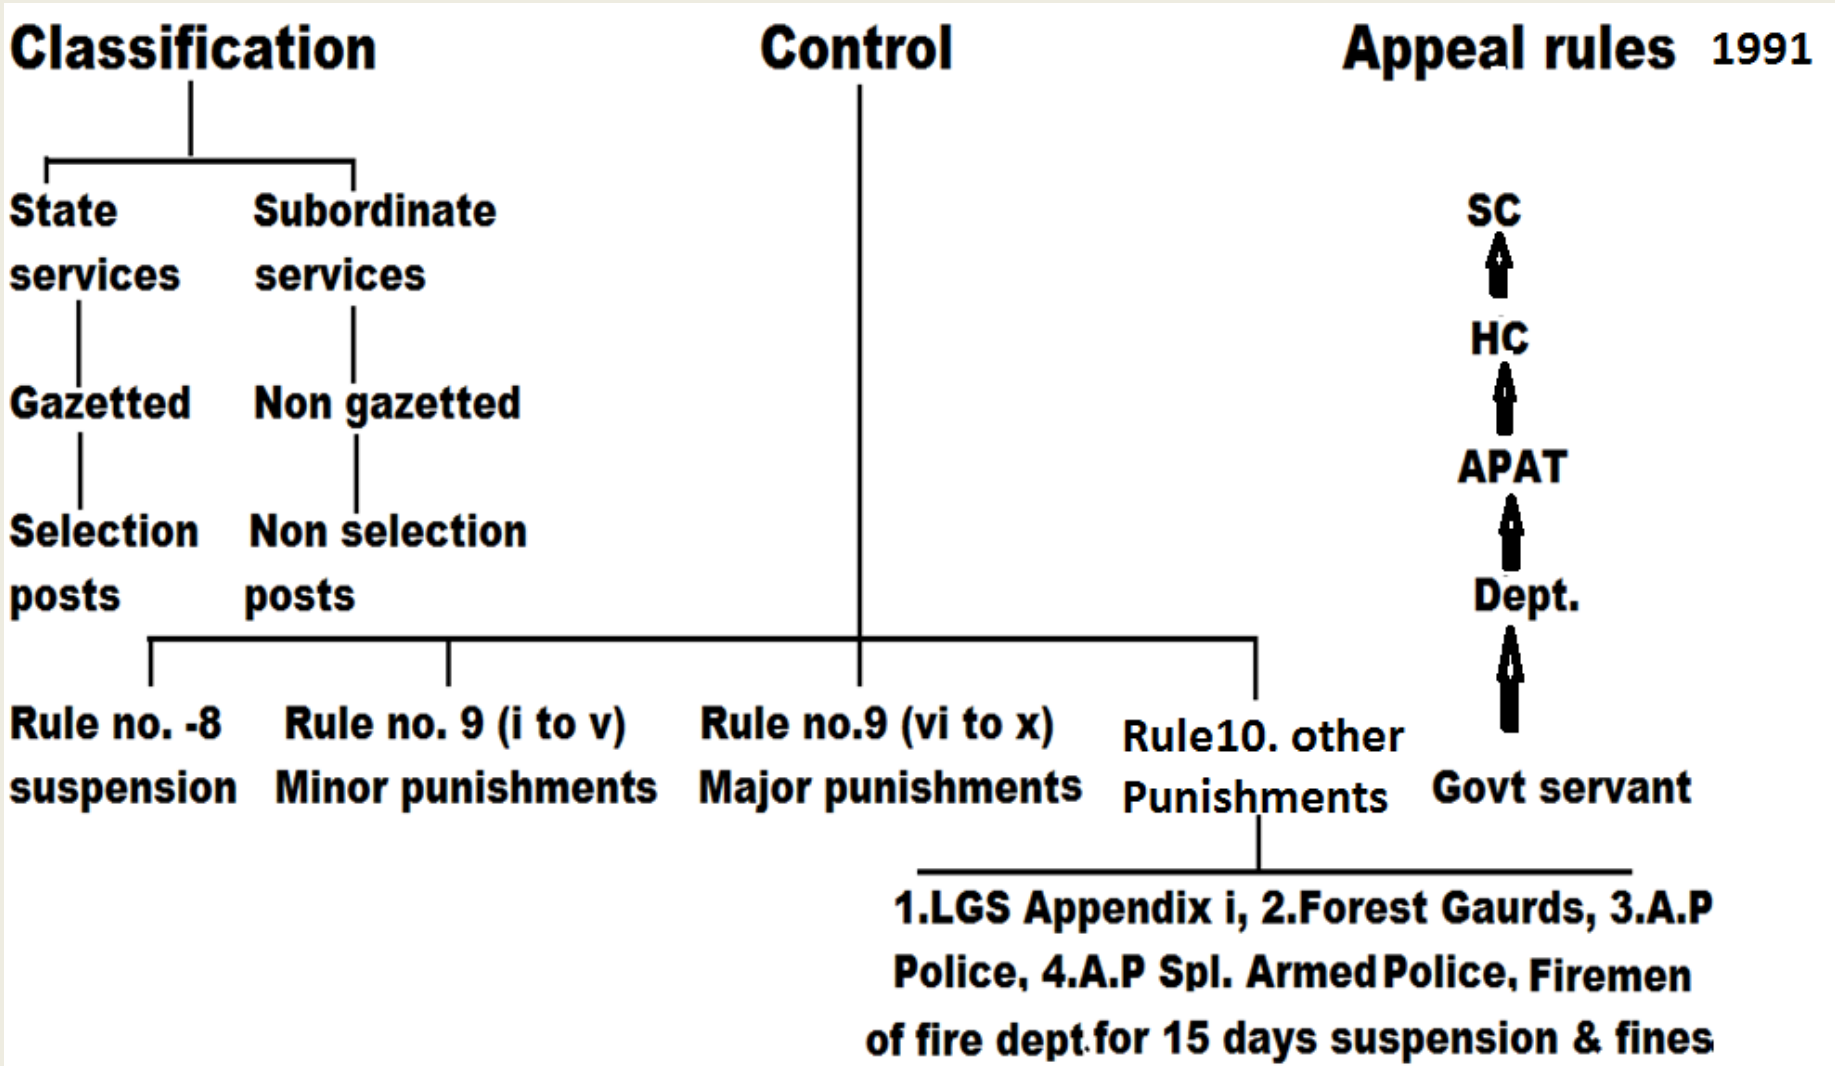 Classification Control Appeal rules 1991
State Subordinate SC
services services
HC
Gazetted Non gazetted
APAT
Selection Non selection
posts posts Dept.
Rule no. -8 Rule no. 9 (i to v) Rule no.9 (vi to x) Rule10. other
suspension Minor punishments Major punishments Punishments Govt servant
1.LGS Appendix i, 2.Forest Gaurds, 3.A.P
Police, 4.A.P Spl. Armed Police, Firemen
of fire dept.for 15 days suspension & fines